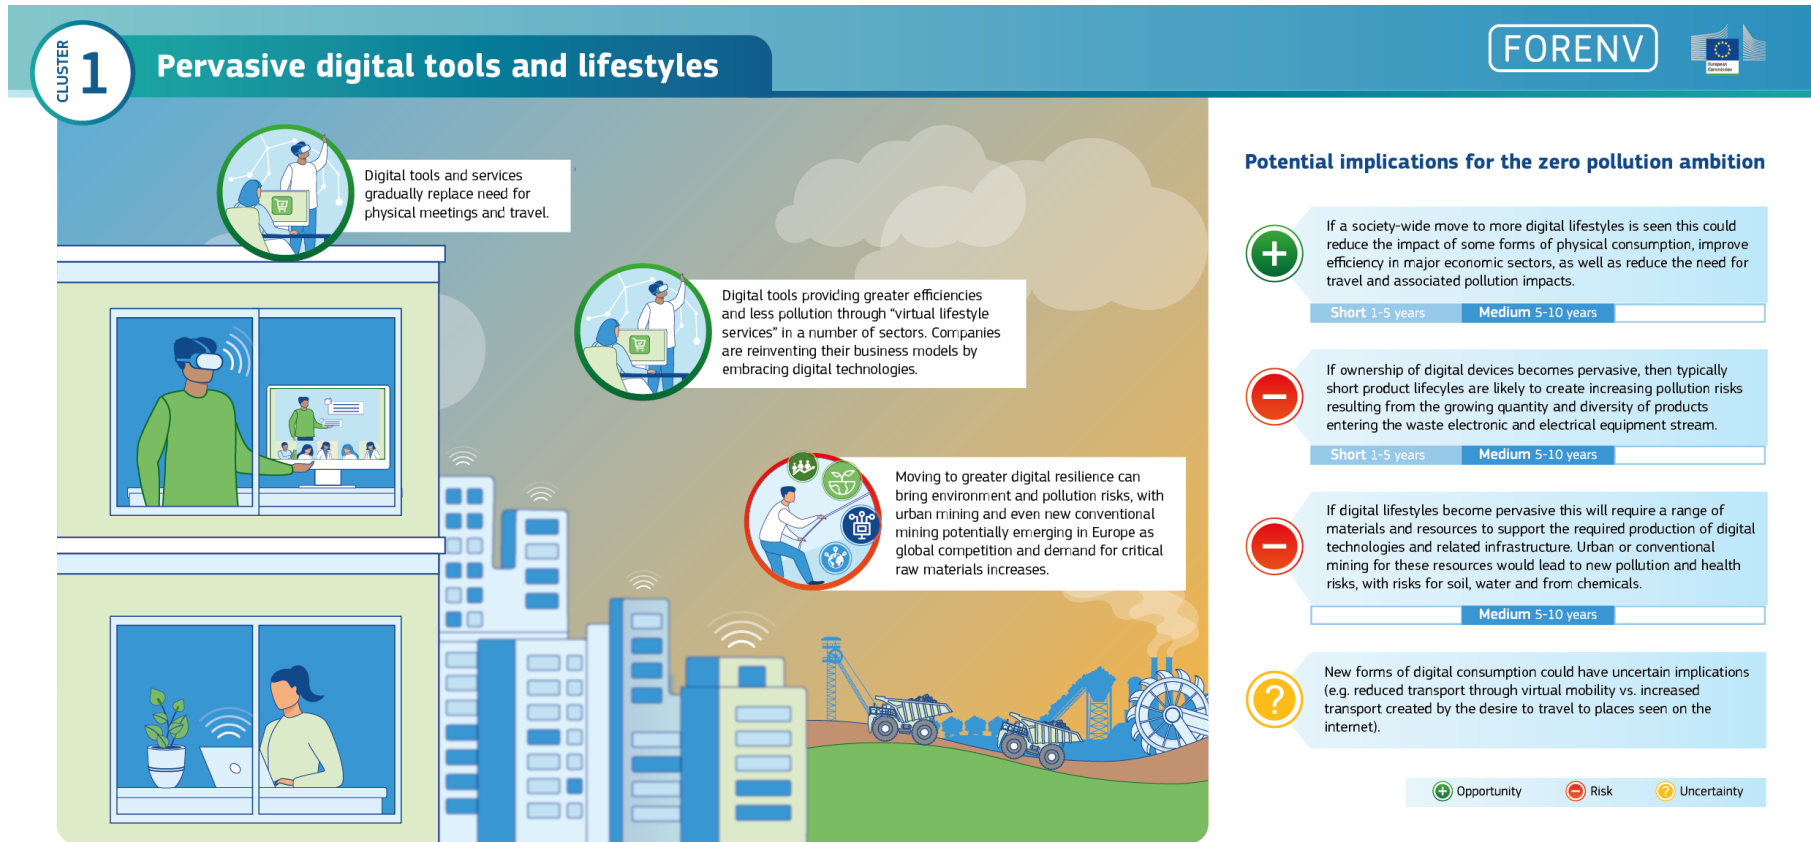 CLUSTER
1
Pervasive digital tools and lifestyles
FORENV
European
Commission
Digital tools and services
gradually replace need for
physical meetings and travel.
Digital tools providing greater efficiencies
and less pollution through “virtual lifestyle
services” in a number of sectors. Companies
are reinventing their business models by
embracing digital technologies.
Moving to greater digital resilience can
bring environment and pollution risks, with
urban mining and even new conventional
mining potentially emerging in Europe as
global competition and demand for critical
raw materials increases.
Potential implications for the zero pollution ambition
If a society-wide move to more digital lifestyles is seen this could
reduce the impact of some forms of physical consumption, improve
efficiency in major economic sectors, as well as reduce the need for
travel and associated pollution impacts.
Short 1-5 years Medium 5-10 years
If ownership of digital devices becomes pervasive, then typically
short product lifecyles are likely to create increasing pollution risks
resulting from the growing quantity and diversity of products
entering the waste electronic and electrical equipment stream.
Short 1-5 years Medium 5-10 years
If digital lifestyles become pervasive this will require a range of
materials and resources to support the required production of digital
technologies and related infrastructure. Urban or conventional
mining for these resources would lead to new pollution and health
risks, with risks for soil, water and from chemicals.
Medium 5-10 years
New forms of digital consumption could have uncertain implications
(e.g. reduced transport through virtual mobility vs. increased
transport created by the desire to travel to places seen on the
internet).
Opportunity Risk Uncertainty